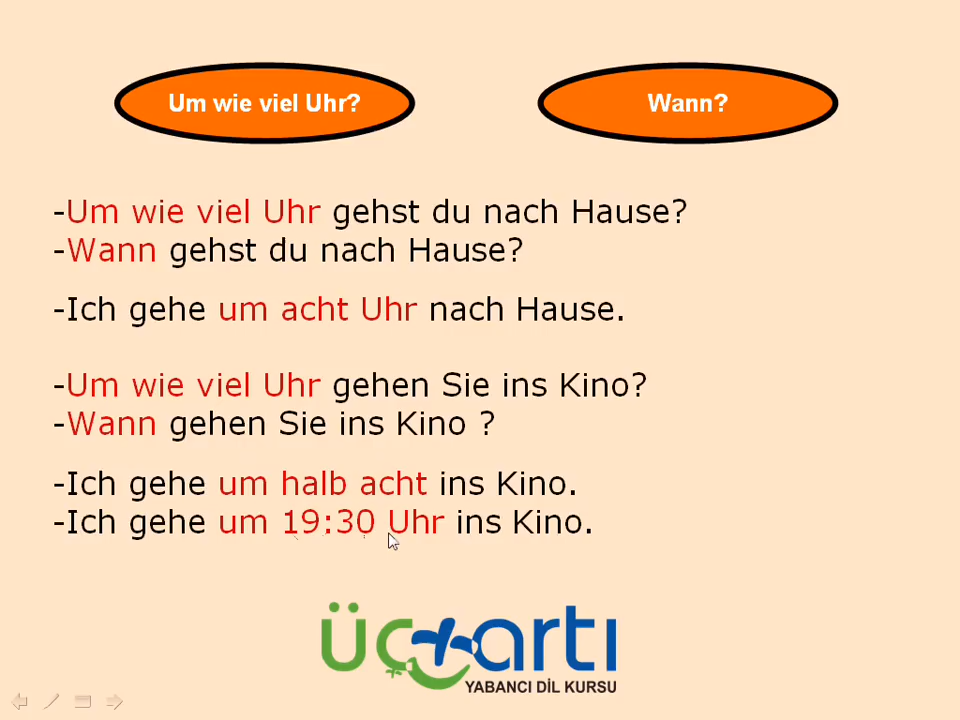 Um wie viel Uhr?
Wann?
-Um wie viel Uhr gehst du nach Hause?
-Wann gehst du nach Hause?
-Ich gehe um acht Uhr nach Hause.
-Um wie viel Uhr gehen Sie ins Kino?
-Wann gehen Sie ins Kino ?
-Ich gehe um halb acht ins Kino.
-Ich gehe um 19:30 Uhr ins Kino.
üç artı
YABANCI DİL KURSU